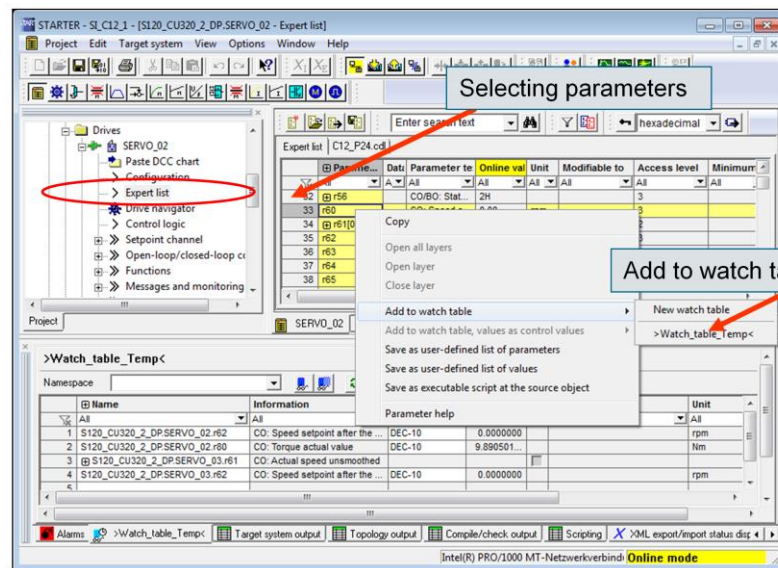 STARTER - SI_C12_1 - [S120_CU320_2_DP.SERVO_02 - Expert list]
Project Edit Target system View Options Window Help
Selecting parameters
Enter search text
hexadecimal
Drives
SERVO_02
Paste DCC chart
Configuration
Expert list
Drive navigator
Control logic
Setpoint channel
Open-loop/closed-loop co
Functions
Messages and monitoring
Project
Expert list C12_P24.cdl
Parame... Data Parameter te Online val Unit Modifiable to Access level Minimum
All A All All All All All All
32 r56 CO/BO: Stat... 2H 3
33 r60
34 r61[0
35 r62
36 r63
37 r64
38 r65
SERVO_02
Copy
Open all layers
Open layer
Close layer
Add to watch table
Add to watch table, values as control values
Save as user-defined list of parameters
Save as user-defined list of values
Save as executable script at the source object
Parameter help
Add to watch ta
New watch table
>Watch_table_Temp<
>Watch_table_Temp<
Namespace
Name Information Unit
All All All
1 S120_CU320_2_DP.SERVO_02.r62 CO: Speed setpoint after the ... DEC-10 0.0000000 rpm
2 S120_CU320_2_DP.SERVO_02.r80 CO: Torque actual value DEC-10 9.890501... Nm
3 S120_CU320_2_DP.SERVO_03.r61 CO: Actual speed unsmoothed
4 S120_CU320_2_DP.SERVO_03.r62 CO: Speed setpoint after the ... DEC-10 0.0000000 rpm
5
Alarms >Watch_table_Temp< Target system output Topology output Compile/check output Scripting XML export/import status disp
Intel(R) PRO/1000 MT-Netzwerkverbind Online mode